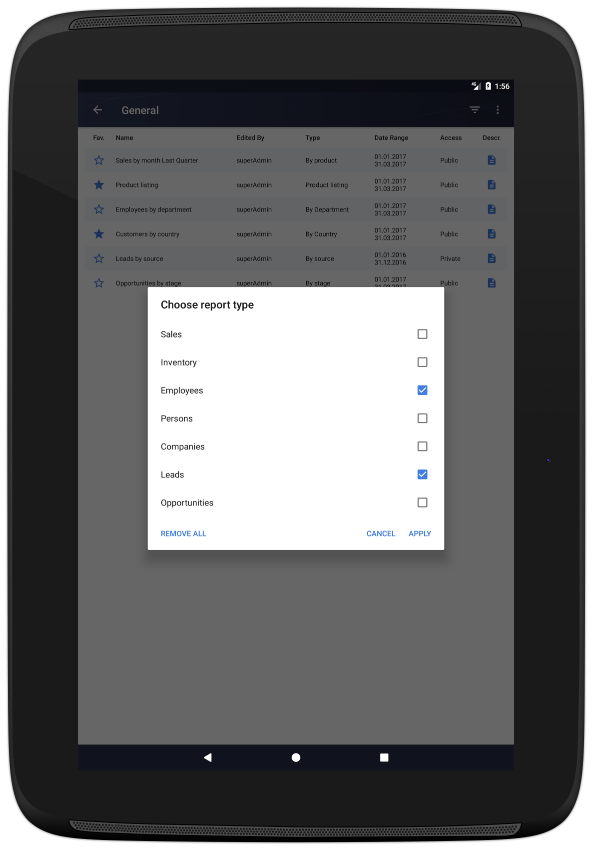 4G 1:56
General
Fav. Name Edited By Type Date Range Access Descr.
Sales by month Last Quarter superAdmin By product 01.01.2017 Public
31.03.2017
Product listing superAdmin Product listing 01.01.2017 Public
31.03.2017
Employees by department superAdmin By Department 01.01.2017 Public
31.03.2017
Customers by country superAdmin By Country 01.01.2017 Public
31.03.2017
Leads by source superAdmin By source 01.01.2016 Private
31.12.2016
Opportunities by stage superAdmin By stage 01.01.2017 Public
Choose report type
Sales
Inventory
Employees
Persons
Companies
Leads
Opportunities
REMOVE ALL CANCEL APPLY